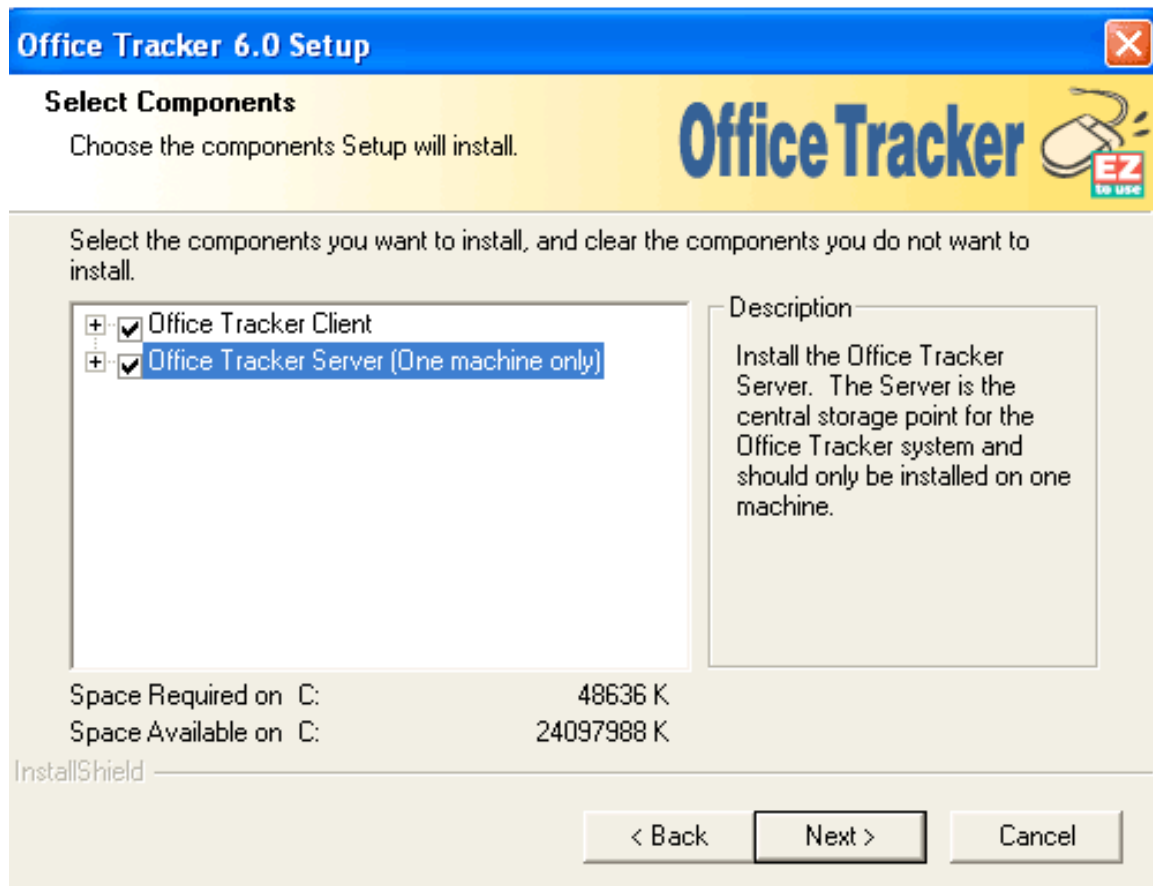 Office Tracker 6.0 Setup
Select Components
Choose the components Setup will install.
Office Tracker
EZ
to use
Select the components you want to install, and clear the components you do not want to
install.
Office Tracker Client
Office Tracker Server (One machine only)
Description
Install the Office Tracker
Server. The Server is the
central storage point for the
Office Tracker system and
should only be installed on one
machine.
Space Required on C: 48636 K
Space Available on C: 24097988 K
InstallShield
< Back Next > Cancel